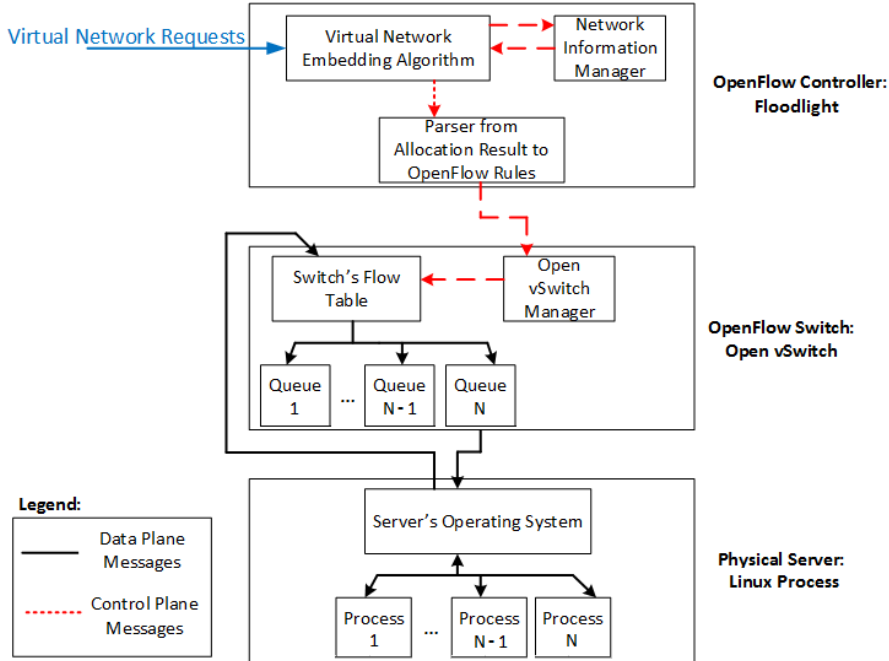 Virtual Network Requests
Virtual Network
Embedding Algorithm
Network
Information
Manager
OpenFlow Controller:
Floodlight
Parser from
Allocation Result to
OpenFlow Rules
Switch's Flow
Table
Open
vSwitch
Manager
OpenFlow Switch:
Open vSwitch
Queue
1
...
Queue
N-1
Queue
N
Legend:
Data Plane
Messages
Control Plane
Messages
Server's Operating System
Physical Server:
Linux Process
Process
1
...
Process
N-1
Process
N